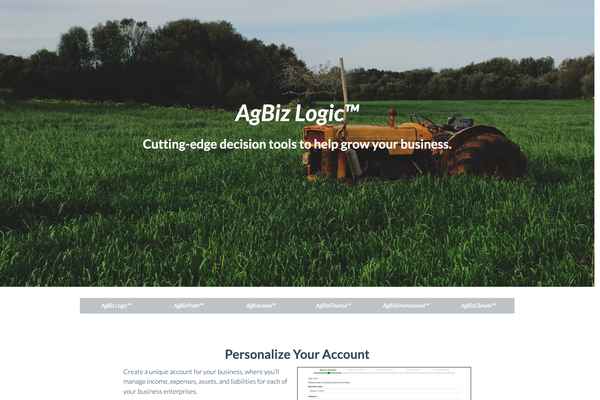 AgBiz Logic™
Cutting-edge decision tools to help grow your business.
AgBiz Logic™ AgBizProfit™ AgBizLease™ AgBizFinance™ AgBizEnvironment™ AgBizClimate™
Personalize Your Account
Create a unique account for your business, where you'll
manage income, expenses, assets, and liabilities for each of
your business enterprises.